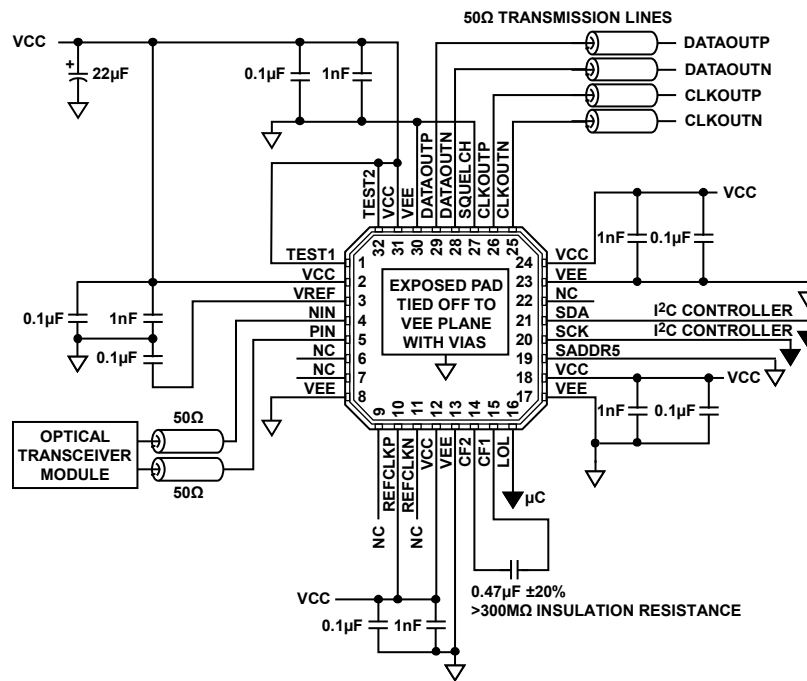 50Ω TRANSMISSION LINES
VCC
22µF
+
0.1µF
1nF
DATAOUTP
DATAOUTN
CLKOUTP
CLKOUTN
TEST2
VCC
VEE
DATAOUTP
DATAOUTN
SQUELCH
CLKOUTP
CLKOUTN
32
31
30
29
28
27
26
25
TEST1
VCC
VREF
NIN
PIN
NC
NC
VEE
1
2
3
4
5
6
7
8
0.1µF
1nF
0.1µF
EXPOSED PAD
TIED OFF TO
VEE PLANE
WITH VIAS
24
23
22
21
20
19
18
17
VCC
VEE
NC
SDA
SCK
SADDR5
VCC
VEE
VCC
1nF
0.1µF
I²C CONTROLLER
I²C CONTROLLER
VCC
1nF
0.1µF
OPTICAL
TRANSCEIVER
MODULE
50Ω
50Ω
9
10
11
12
13
14
15
16
NC
REFCLKP
REFCLKN
NC
VCC
VEE
CF2
CF1
LOL
µC
VCC
0.1µF
1nF
0.47µF ±20%
>300MΩ INSULATION RESISTANCE